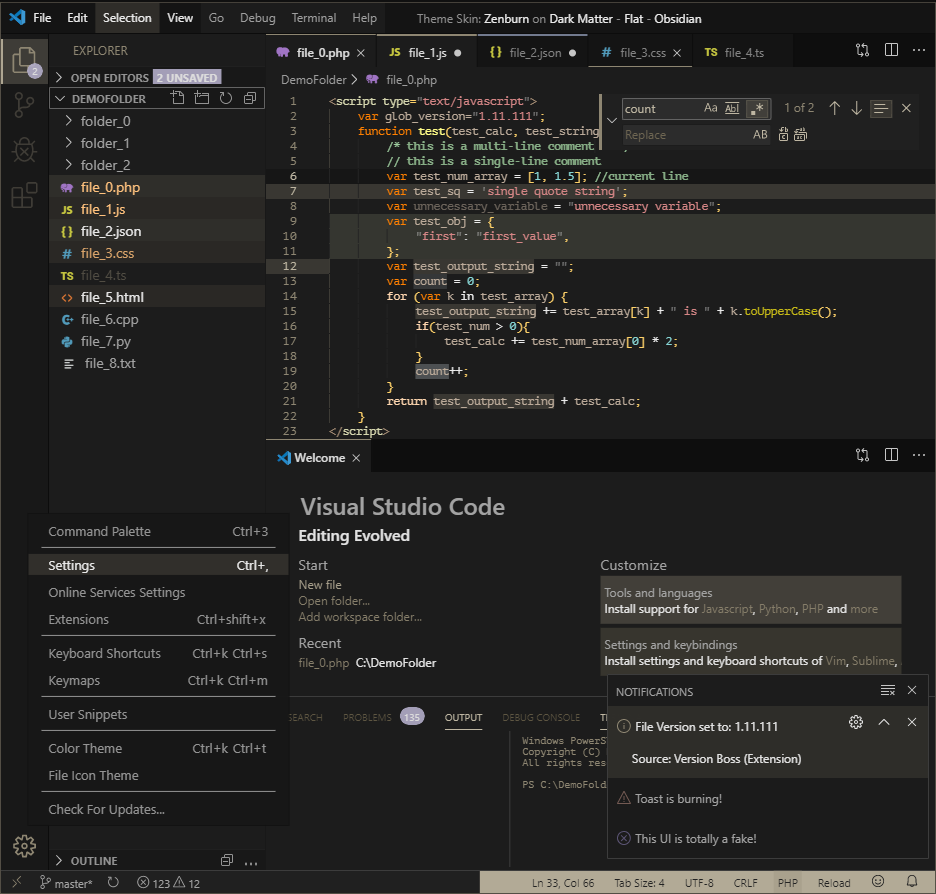 File Edit Selection View Go Debug Terminal Help Theme Skin: Zenburn on Dark Matter - Flat - Obsidian
EXPLORER
2
OPEN EDITORS 2 UNSAVED
DEMOFOLDER
folder_0
folder_1
folder_2
file_0.php
JS file_1.js
{} file_2.json
# file_3.css
TS file_4.ts
<> file_5.html
file_6.cpp
file_7.py
file_8.txt
file_0.php JS file_1.js {} file_2.json # file_3.css TS file_4.ts
DemoFolder > file_0.php
count Aa Abl .* 1 of 2
Replace AB
1 <script type="text/javascript">
2 var glob_version="1.11.111";
3 function test(test_calc, test_string
4 /* this is a multi-line comment
5 // this is a single-line comment
6 var test_num_array = [1, 1.5]; //current line
7 var test_sq = 'single quote string';
8 var unnecessary_variable = "unnecessary variable";
9 var test_obj = {
10 "first": "first_value",
11 };
12 var test_output_string = "";
13 var count = 0;
14 for (var k in test_array) {
15 test_output_string += test_array[k] + " is " + k.toUpperCase();
16 if(test_num > 0){
17 test_calc += test_num_array[0] * 2;
18 }
19 count++;
20 }
21 return test_output_string + test_calc;
22 }
23 </script>
Welcome
Visual Studio Code
Editing Evolved
Start
New file
Open folder...
Add workspace folder...
Recent
file_0.php C:\DemoFolder
Customize
Tools and languages
Install support for Javascript, Python, PHP and more
Settings and keybindings
Install settings and keyboard shortcuts of Vim, Sublime,
Command Palette Ctrl+3
Settings Ctrl+,
Online Services Settings
Extensions Ctrl+shift+x
Keyboard Shortcuts Ctrl+k Ctrl+s
Keymaps Ctrl+k Ctrl+m
User Snippets
Color Theme Ctrl+k Ctrl+t
File Icon Theme
Check For Updates...
SEARCH PROBLEMS 135 OUTPUT DEBUG CONSOLE T
Windows PowerS
Copyright (C)
All rights res
PS C:\DemoFold
NOTIFICATIONS
File Version set to: 1.11.111
Source: Version Boss (Extension)
Toast is burning!
This UI is totally a fake!
OUTLINE
master* 123 12 Ln 33, Col 66 Tab Size: 4 UTF-8 CRLF PHP Reload